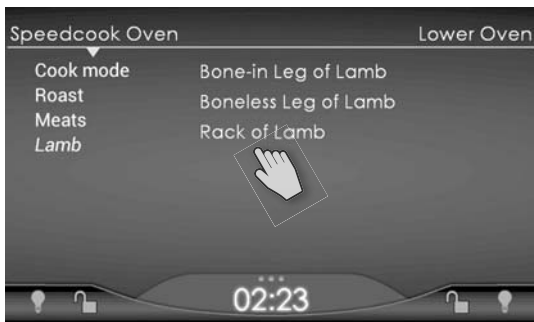 Speedcook Oven
Lower Oven
Cook mode
Roast
Meats
Lamb
Bone-in Leg of Lamb
Boneless Leg of Lamb
Rack of Lamb
02:23